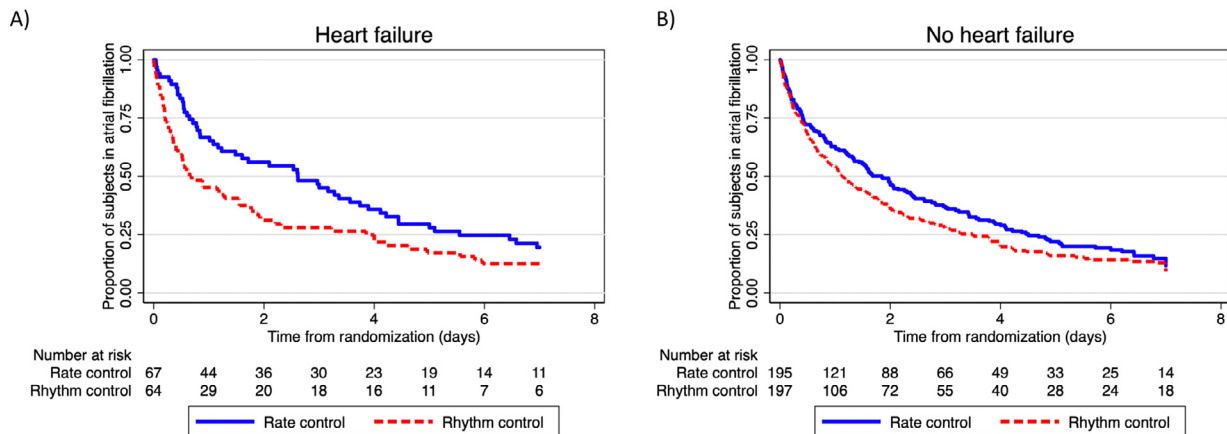 A)
Heart failure
Proportion of subjects in atrial fibrillation
1.00
0.75
0.50
0.25
0.00
0 2 4 6 8
Time from randomization (days)
Number at risk
Rate control 67 44 36 30 23 19 14 11
Rhythm control 64 29 20 18 16 11 7 6
Rate control Rhythm control
B)
No heart failure
Proportion of subjects in atrial fibrillation
1.00
0.75
0.50
0.25
0.00
0 2 4 6 8
Time from randomization (days)
Number at risk
Rate control 195 121 88 66 49 33 25 14
Rhythm control 197 106 72 55 40 28 24 18
Rate control Rhythm control